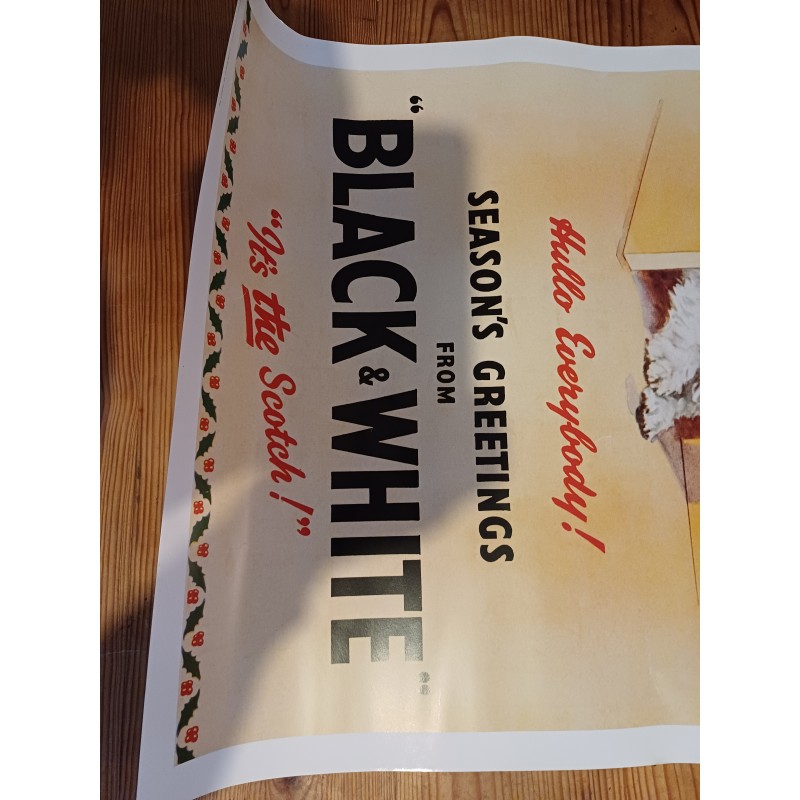 Hullo Everybody!
SEASON'S GREETINGS
FROM
"BLACK & WHITE"
"It's the Scotch!"